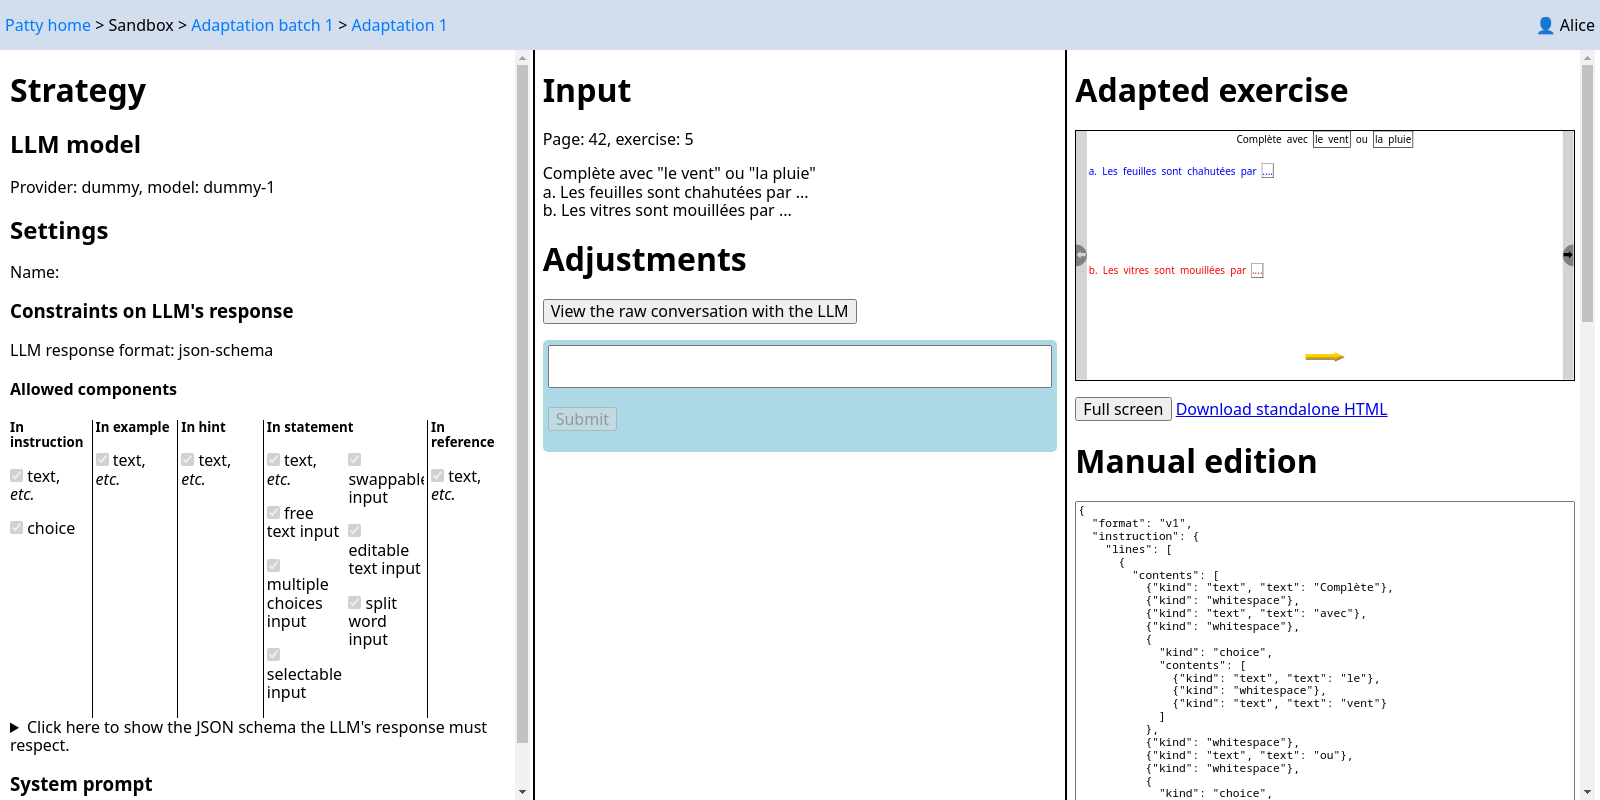 Patty home > Sandbox > Adaptation batch 1 > Adaptation 1
👤 Alice
Strategy
LLM model
Provider: dummy, model: dummy-1
Settings
Name:
Constraints on LLM's response
LLM response format: json-schema
Allowed components
In instruction
text, etc.
choice
In example
text, etc.
In hint
text, etc.
In statement
text, etc.
free text input
multiple choices input
selectable input
swappable input
editable text input
split word input
In reference
text, etc.
Click here to show the JSON schema the LLM's response must
respect.
System prompt
Input
Page: 42, exercise: 5
Complète avec "le vent" ou "la pluie"
a. Les feuilles sont chahutées par ...
b. Les vitres sont mouillées par ...
Adjustments
View the raw conversation with the LLM
Submit
Adapted exercise
Complète avec le vent ou la pluie
a. Les feuilles sont chahutées par ....
b. Les vitres sont mouillées par ....
Full screen Download standalone HTML
Manual edition
{
"format": "v1",
"instruction": {
"lines": [
{
"contents": [
{"kind": "text", "text": "Complète"},
{"kind": "whitespace"},
{"kind": "text", "text": "avec"},
{"kind": "whitespace"},
{
"kind": "choice",
"contents": [
{"kind": "text", "text": "le"},
{"kind": "whitespace"},
{"kind": "text", "text": "vent"}
]
},
{"kind": "whitespace"},
{"kind": "text", "text": "ou"},
{"kind": "whitespace"},
{
"kind": "choice",